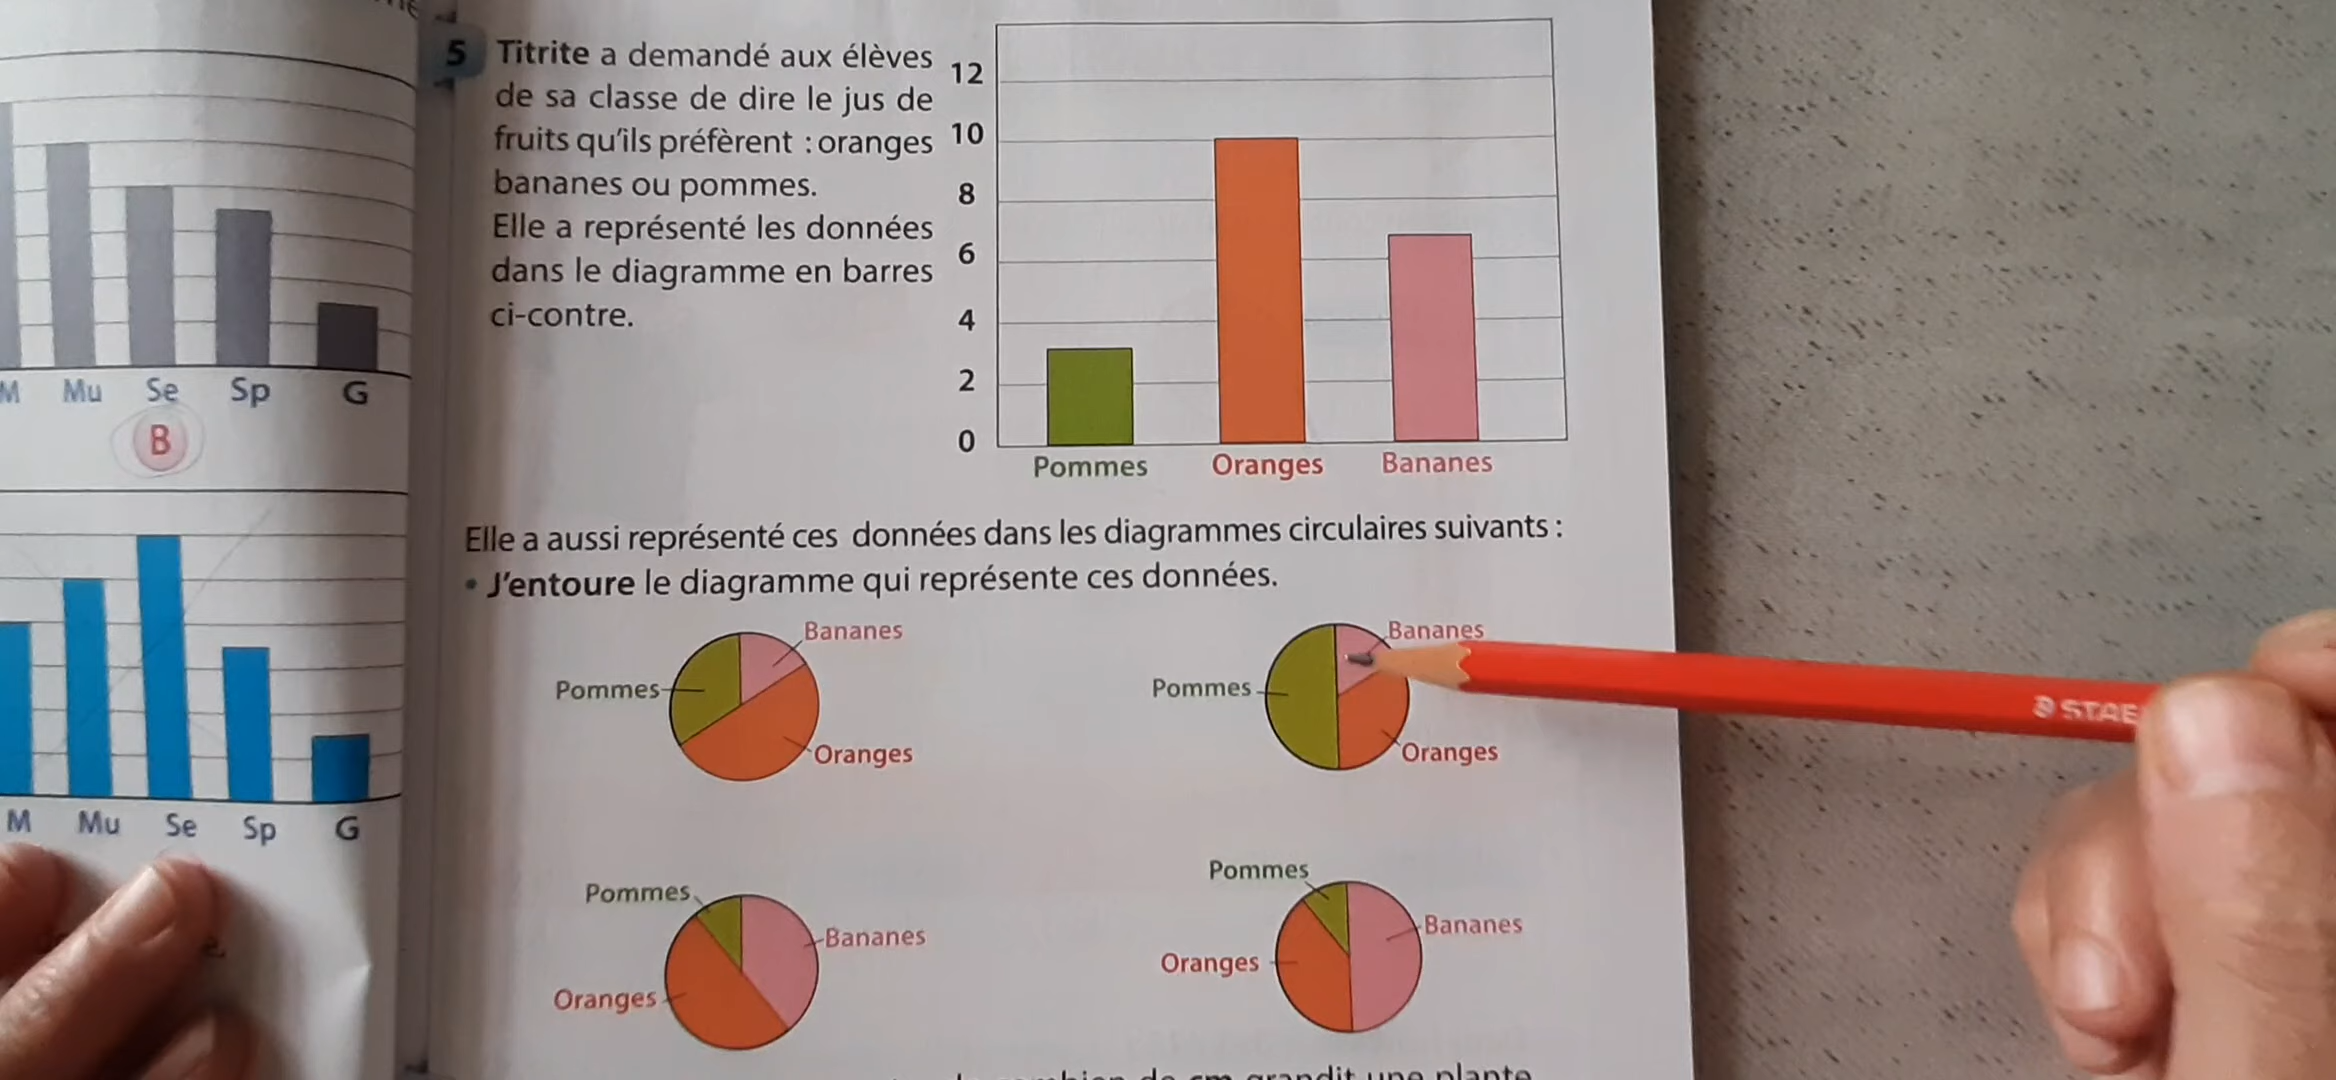 5 Titrite a demandé aux élèves
de sa classe de dire le jus de
fruits qu'ils préfèrent : oranges
bananes ou pommes.
Elle a représenté les données
dans le diagramme en barres
ci-contre.
12
10
8
6
4
2
0
Pommes Oranges Bananes
M Mu Se Sp G
B
M Mu Se Sp G
Elle a aussi représenté ces données dans les diagrammes circulaires suivants :
• J'entoure le diagramme qui représente ces données.
Bananes
Pommes
Oranges
Bananes
Pommes
Oranges
Pommes
Bananes
Oranges
Pommes
Bananes
Oranges
grandit une plante